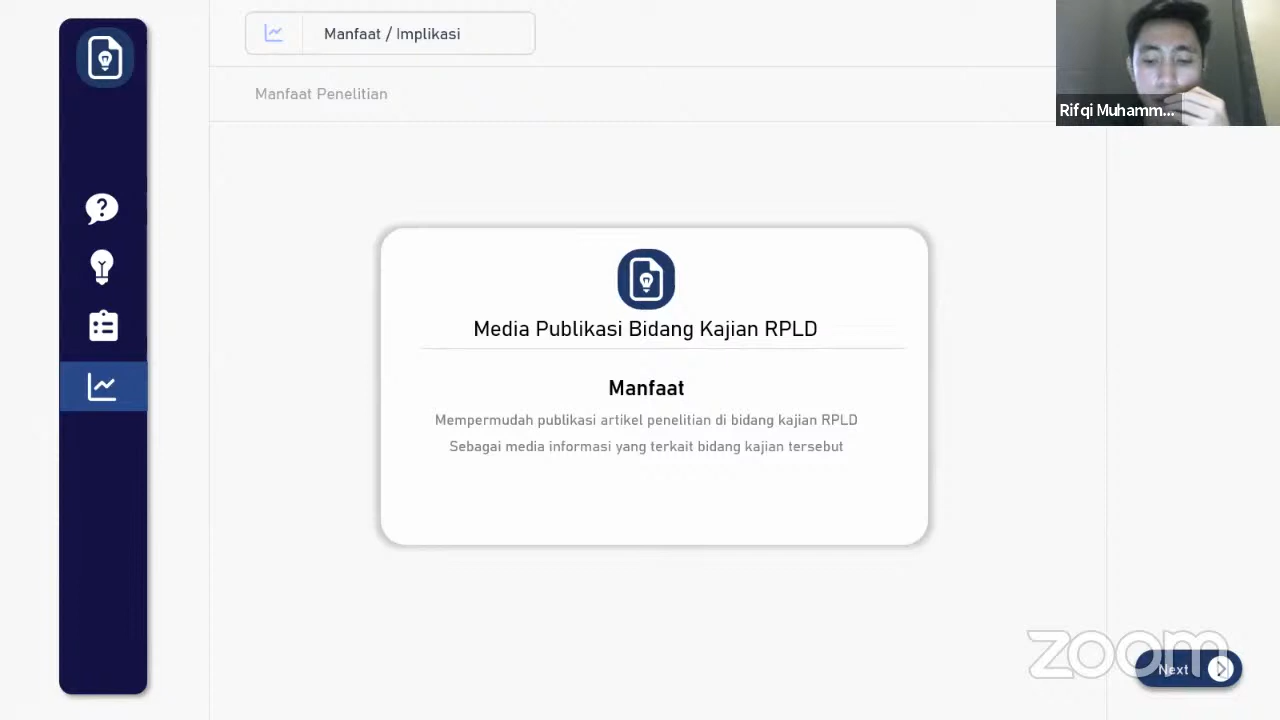 Manfaat / Implikasi
Manfaat Penelitian
Rifqi Muhamm...
Media Publikasi Bidang Kajian RPLD
Manfaat
Mempermudah publikasi artikel penelitian di bidang kajian RPLD
Sebagai media informasi yang terkait bidang kajian tersebut
zoom
Next